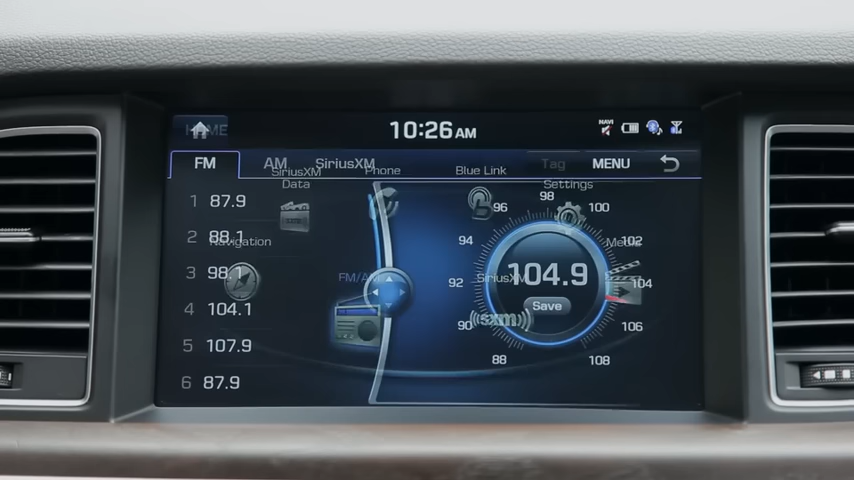 HOME 10:26 AM NAVI
FM AM SiriusXM Tag MENU
SiriusXM Data Phone Blue Link Settings
1 87.9
2 88.1
3 98.1
4 104.1
5 107.9
6 87.9
Navigation
FM/AM
SiriusXM
Media
88 90 92 94 96 98 100 102 104 106 108
104.9
Save
sxm